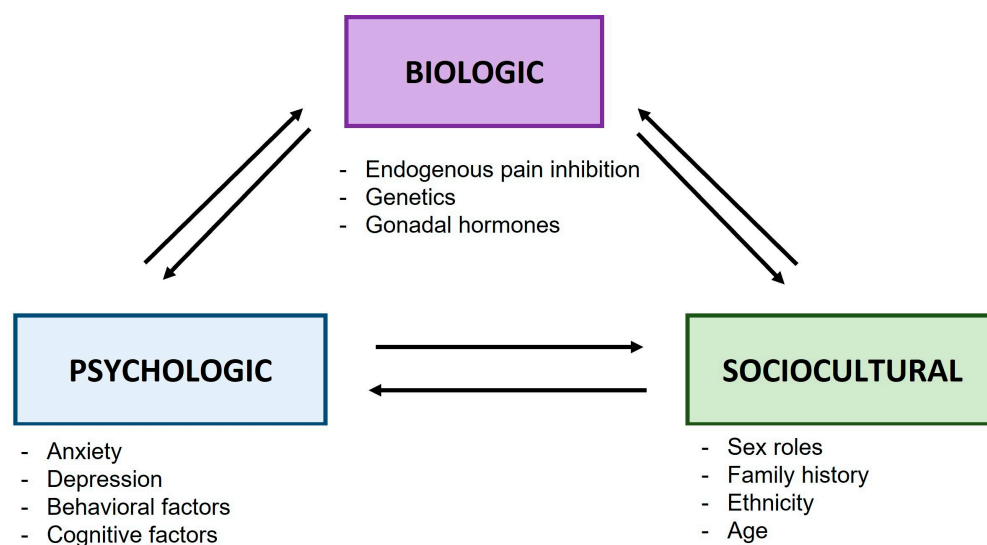 BIOLOGIC
- Endogenous pain inhibition
- Genetics
- Gonadal hormones
PSYCHOLOGIC
- Anxiety
- Depression
- Behavioral factors
- Cognitive factors
SOCIOCULTURAL
- Sex roles
- Family history
- Ethnicity
- Age